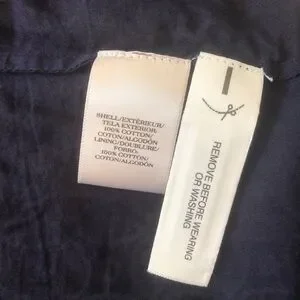 SHELL/EXTÉRIEUR/
TELA EXTERIOR
100% COTTON/
COTON/ALGODÓN
LINING/DOUBLURE/
FORRO:
100% COTTON/
COTON/ALGODÓN
REMOVE BEFORE WEARING
OR WASHING